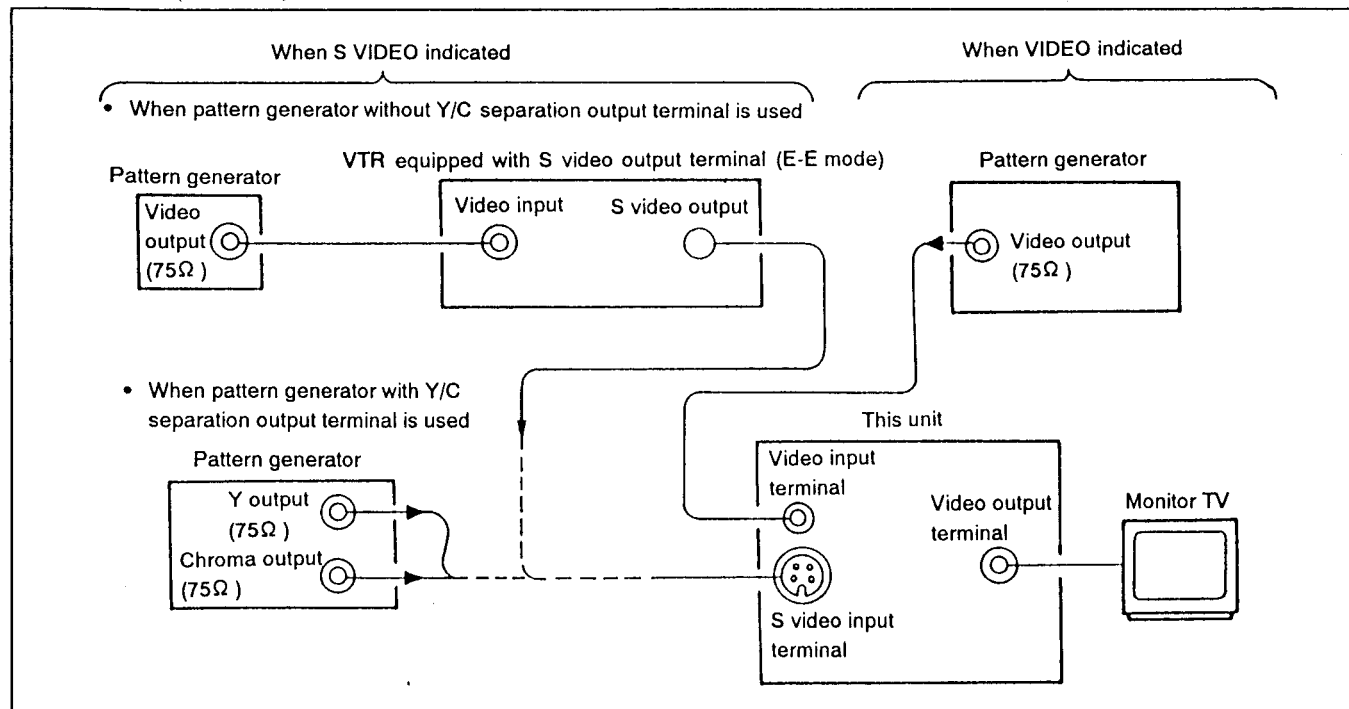 When S VIDEO indicated
When VIDEO indicated
• When pattern generator without Y/C separation output terminal is used
VTR equipped with S video output terminal (E-E mode)
Pattern generator
Pattern generator
Video
output
(75Ω )
Video input
S video output
Video output
(75Ω )
• When pattern generator with Y/C
separation output terminal is used
Pattern generator
Y output
(75Ω )
Chroma output
(75Ω )
This unit
Video input
terminal
Video output
terminal
S video input
terminal
Monitor TV